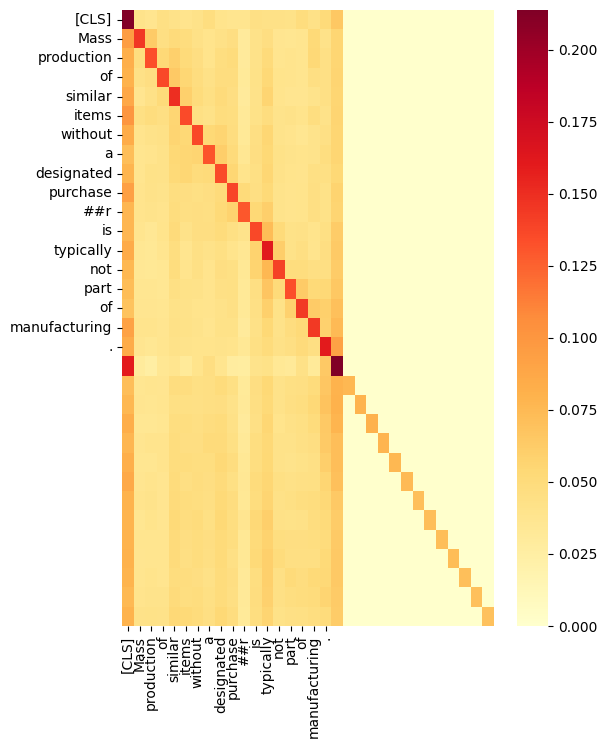 [CLS]
Mass
production
of
similar
items
without
a
designated
purchase
##r
is
typically
not
part
of
manufacturing
.
[CLS]
Mass
production
of
similar
items
without
a
designated
purchase
##r
is
typically
not
part
of
manufacturing
.
0.200
0.175
0.150
0.125
0.100
0.075
0.050
0.025
0.000